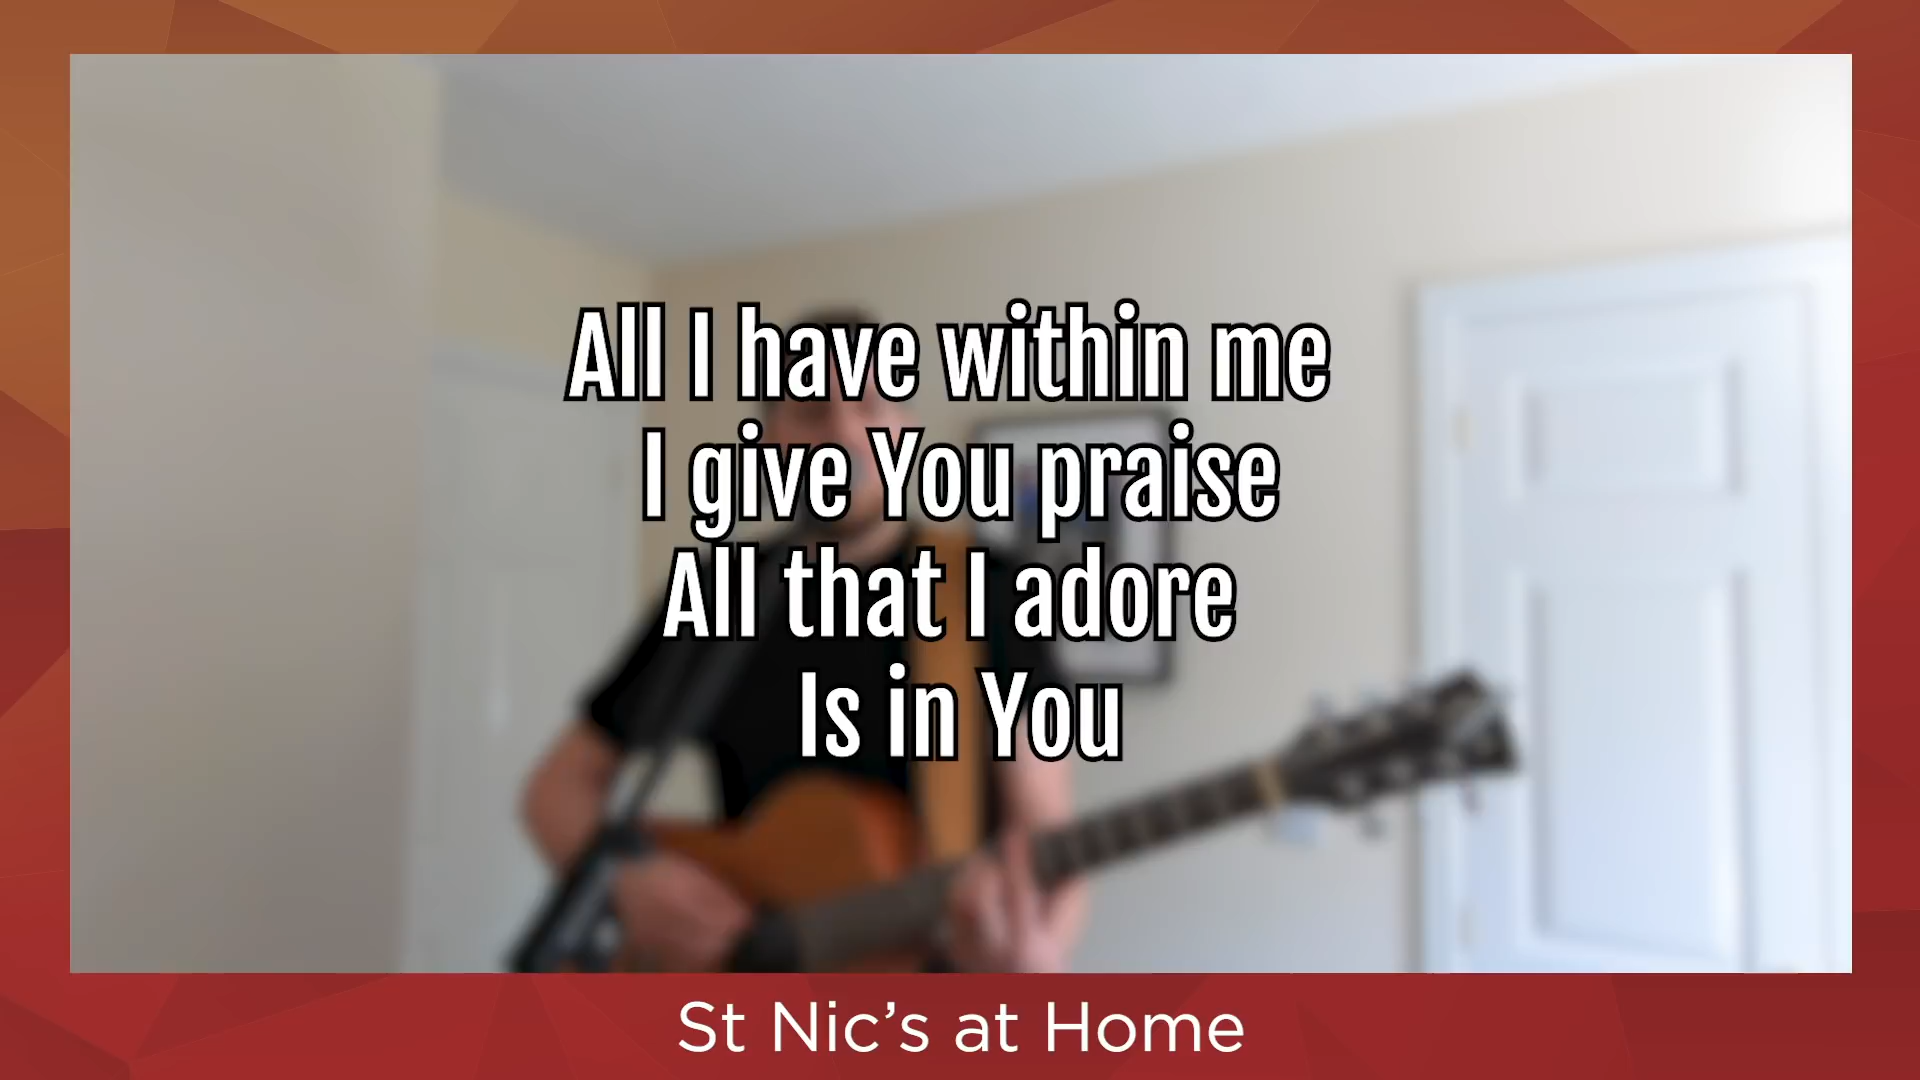 All I have within me
I give You praise
All that I adore
Is in You
St Nic’s at Home